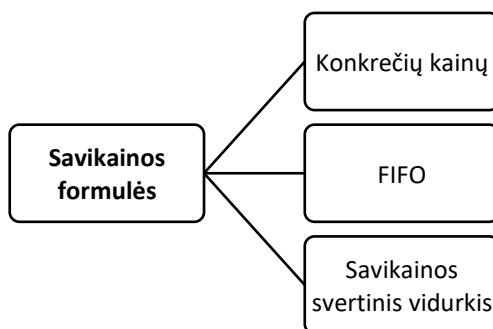 Savikainos
formulės
Konkrečių kainų
FIFO
Savikainos
svertinis vidurkis